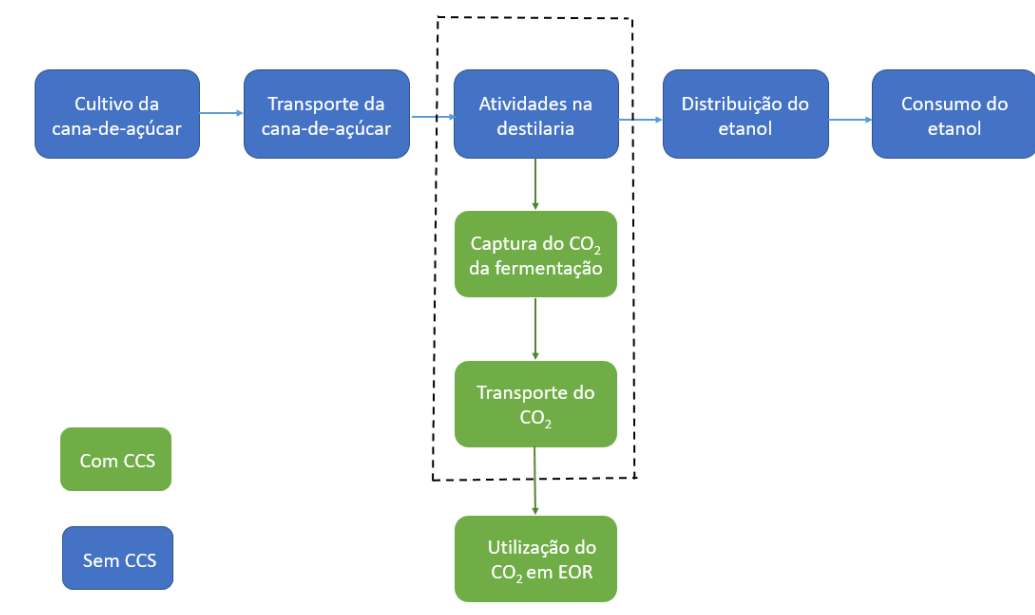 Cultivo da
cana-de-açúcar
Transporte da
cana-de-açúcar
Atividades na
destilaria
Distribuição do
etanol
Consumo do
etanol
Captura do CO₂
da fermentação
Transporte do
CO₂
Com CCS
Utilização do
CO₂ em EOR
Sem CCS